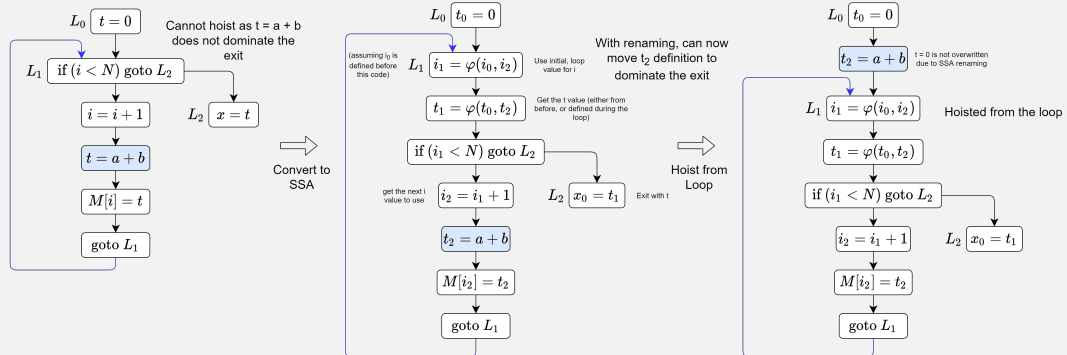 L₀ t = 0
Cannot hoist as t = a + b
does not dominate the
exit
L₁ if (i < N) goto L₂
i = i + 1
L₂ x = t
t = a + b
M[i] = t
goto L₁
Convert to
SSA
L₀ t₀ = 0
(assuming i₀ is
defined before
this code)
L₁ i₁ = φ(i₀, i₂)
Use initial, loop
value for i
With renaming, can now
move t₂ definition to
dominate the exit
t₁ = φ(t₀, t₂)
Get the t value (either from
before, or defined during the
loop)
if (i₁ < N) goto L₂
get the next i
value to use
i₂ = i₁ + 1
L₂ x₀ = t₁
Exit with t
t₂ = a + b
M[i₂] = t₂
goto L₁
Hoist from
Loop
L₀ t₀ = 0
t₂ = a + b
t = 0 is not overwritten
due to SSA renaming
L₁ i₁ = φ(i₀, i₂)
Hoisted from the loop
t₁ = φ(t₀, t₂)
if (i₁ < N) goto L₂
i₂ = i₁ + 1
L₂ x₀ = t₁
M[i₂] = t₂
goto L₁